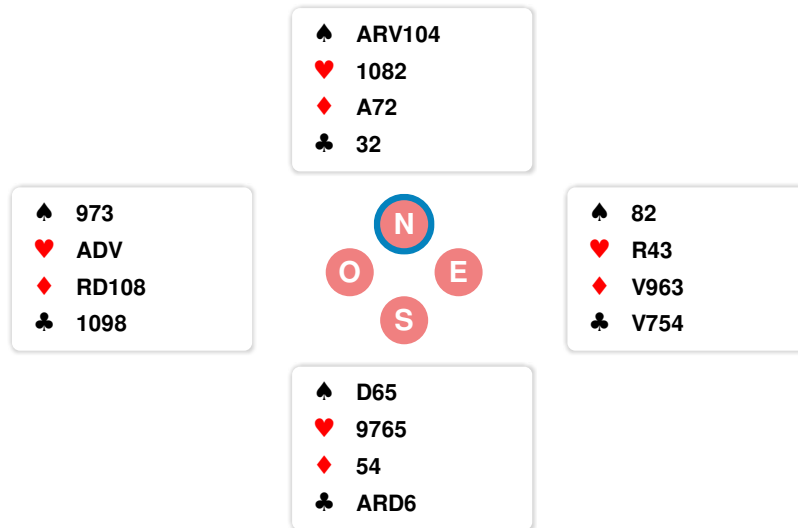 ♠ ARV104
♥ 1082
♦ A72
♣ 32
♠ 973
♥ ADV
♦ RD108
♣ 1098
N
O E
S
♠ 82
♥ R43
♦ V963
♣ V754
♠ D65
♥ 9765
♦ 54
♣ ARD6